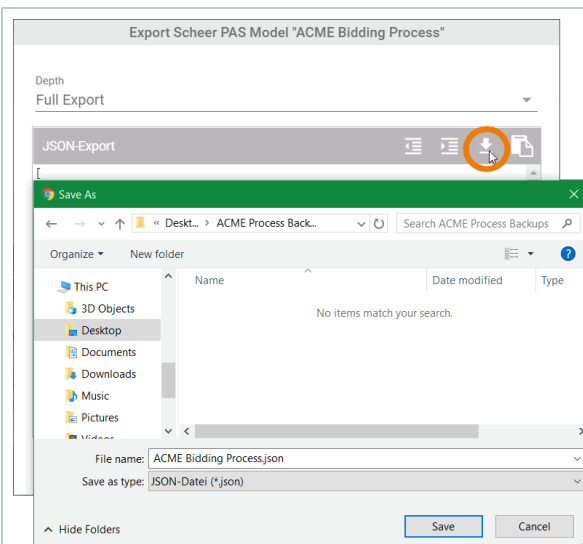 Export Scheer PAS Model "ACME Bidding Process"
Depth
Full Export
JSON-Export
[
Save As
« Deskt... > ACME Process Back...
Search ACME Process Backups
Organize
New folder
?
Name
Date modified
Type
This PC
No items match your search.
3D Objects
Desktop
Documents
Downloads
Music
Pictures
Videos
File name: ACME Bidding Process.json
Save as type: JSON-Datei (*.json)
Hide Folders
Save
Cancel